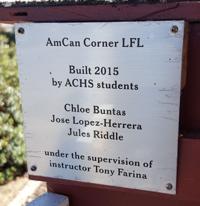 AmCan Corner LFL
Built 2015
by ACHS students
Chloe Buntas
Jose Lopez-Herrera
Jules Riddle
under the supervision of
instructor Tony Farina